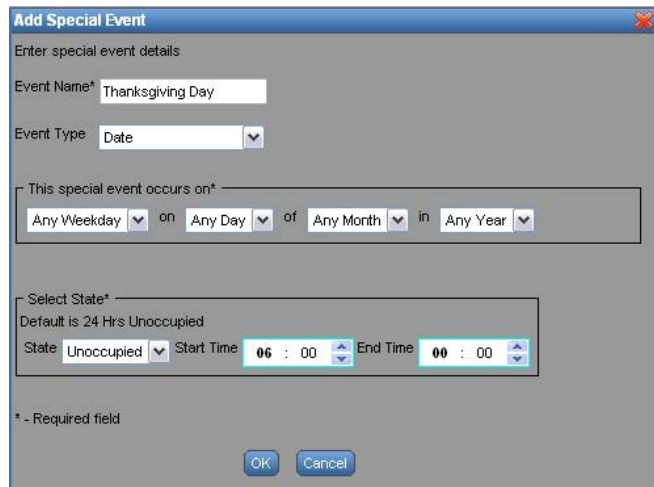 Add Special Event
Enter special event details
Event Name* Thanksgiving Day
Event Type Date
This special event occurs on*
Any Weekday on Any Day of Any Month in Any Year
Select State*
Default is 24 Hrs Unoccupied
State Unoccupied Start Time 06 : 00 End Time 00 : 00
* - Required field
OK Cancel